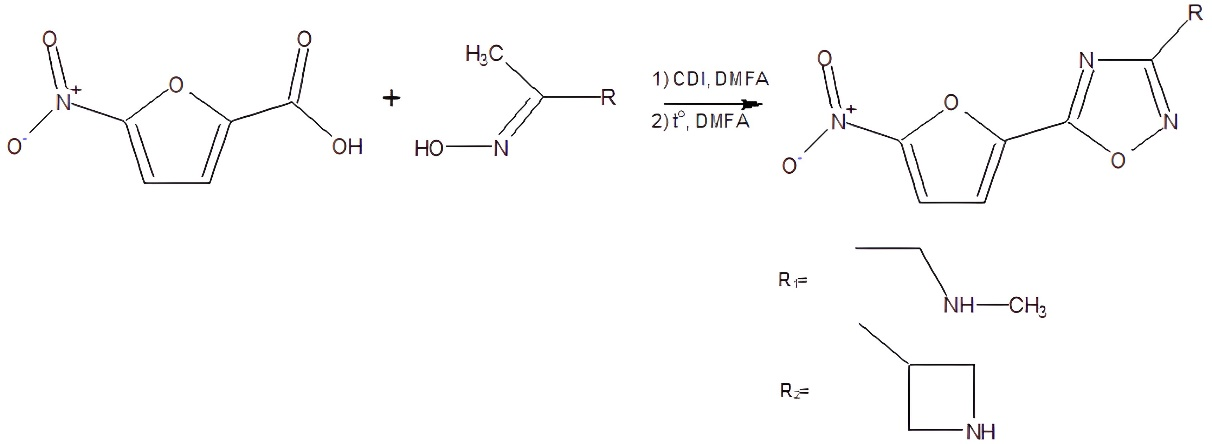 O
N+
O-
O
O
OH
+
H3C
R
HO
N
1) CDI, DMFA
2) t°, DMFA
O
N+
O-
O
N
R
N
O
R1=
NH
CH3
R2=
NH